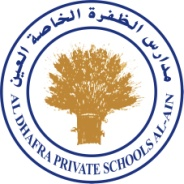 مدارس الظفرة الخاصة العين
AL DHAFRA PRIVATE SCHOOLS AL-AIN